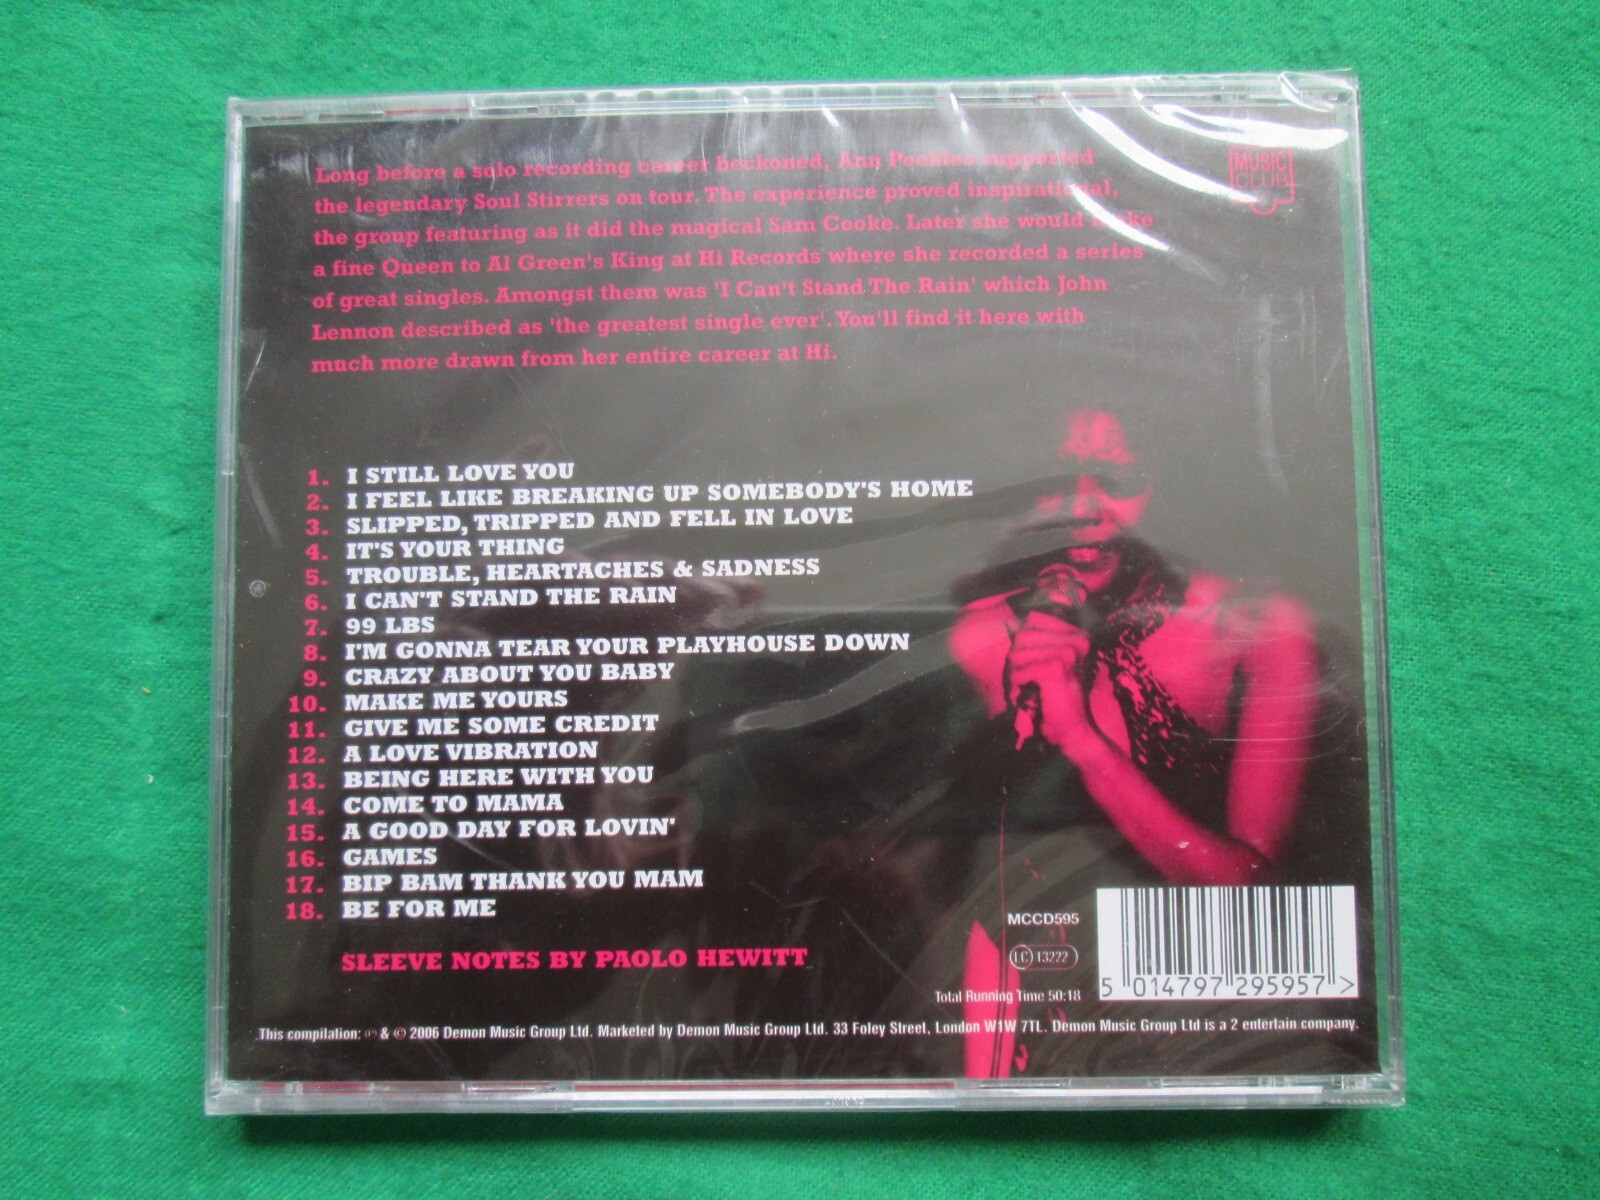 Long before a solo recording career beckoned, Ann Peebles supported
the legendary Soul Stirrers on tour. The experience proved inspirational,
the group featuring as it did the magical Sam Cooke. Later she would make
a fine Queen to Al Green's King at Hi Records where she recorded a series
of great singles. Amongst them was 'I Can't Stand The Rain' which John
Lennon described as 'the greatest single ever'. You'll find it here with
much more drawn from her entire career at Hi.
MUSIC
CLUB
1. I STILL LOVE YOU
2. I FEEL LIKE BREAKING UP SOMEBODY'S HOME
3. SLIPPED, TRIPPED AND FELL IN LOVE
4. IT'S YOUR THING
5. TROUBLE, HEARTACHES & SADNESS
6. I CAN'T STAND THE RAIN
7. 99 LBS
8. I'M GONNA TEAR YOUR PLAYHOUSE DOWN
9. CRAZY ABOUT YOU BABY
10. MAKE ME YOURS
11. GIVE ME SOME CREDIT
12. A LOVE VIBRATION
13. BEING HERE WITH YOU
14. COME TO MAMA
15. A GOOD DAY FOR LOVIN'
16. GAMES
17. BIP BAM THANK YOU MAM
18. BE FOR ME
SLEEVE NOTES BY PAOLO HEWITT
MCCD595
LC 13222
Total Running Time 50:18
5 014797 295957 >
This compilation: ℗ & © 2006 Demon Music Group Ltd. Marketed by Demon Music Group Ltd. 33 Foley Street, London W1W 7TL. Demon Music Group Ltd is a 2 entertain company.